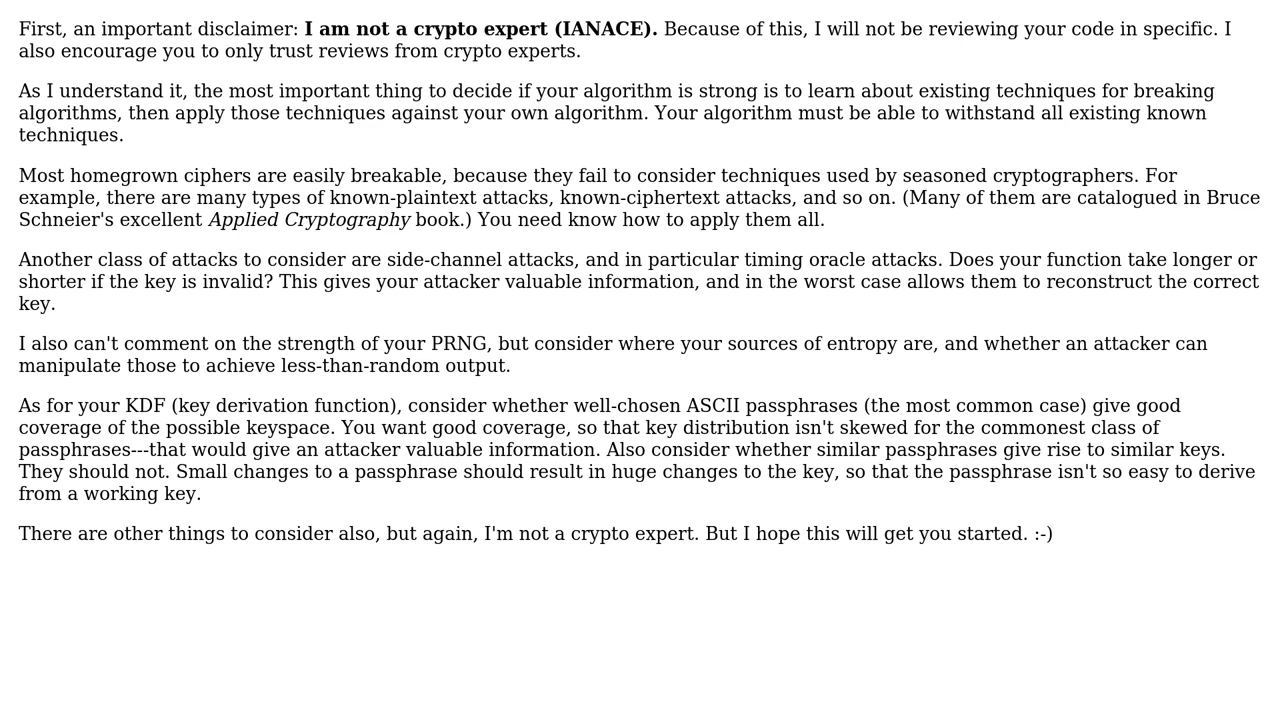 First, an important disclaimer: I am not a crypto expert (IANACE). Because of this, I will not be reviewing your code in specific. I
also encourage you to only trust reviews from crypto experts.
As I understand it, the most important thing to decide if your algorithm is strong is to learn about existing techniques for breaking
algorithms, then apply those techniques against your own algorithm. Your algorithm must be able to withstand all existing known
techniques.
Most homegrown ciphers are easily breakable, because they fail to consider techniques used by seasoned cryptographers. For
example, there are many types of known-plaintext attacks, known-ciphertext attacks, and so on. (Many of them are catalogued in Bruce
Schneier's excellent Applied Cryptography book.) You need know how to apply them all.
Another class of attacks to consider are side-channel attacks, and in particular timing oracle attacks. Does your function take longer or
shorter if the key is invalid? This gives your attacker valuable information, and in the worst case allows them to reconstruct the correct
key.
I also can't comment on the strength of your PRNG, but consider where your sources of entropy are, and whether an attacker can
manipulate those to achieve less-than-random output.
As for your KDF (key derivation function), consider whether well-chosen ASCII passphrases (the most common case) give good
coverage of the possible keyspace. You want good coverage, so that key distribution isn't skewed for the commonest class of
passphrases---that would give an attacker valuable information. Also consider whether similar passphrases give rise to similar keys.
They should not. Small changes to a passphrase should result in huge changes to the key, so that the passphrase isn't so easy to derive
from a working key.
There are other things to consider also, but again, I'm not a crypto expert. But I hope this will get you started. :-)